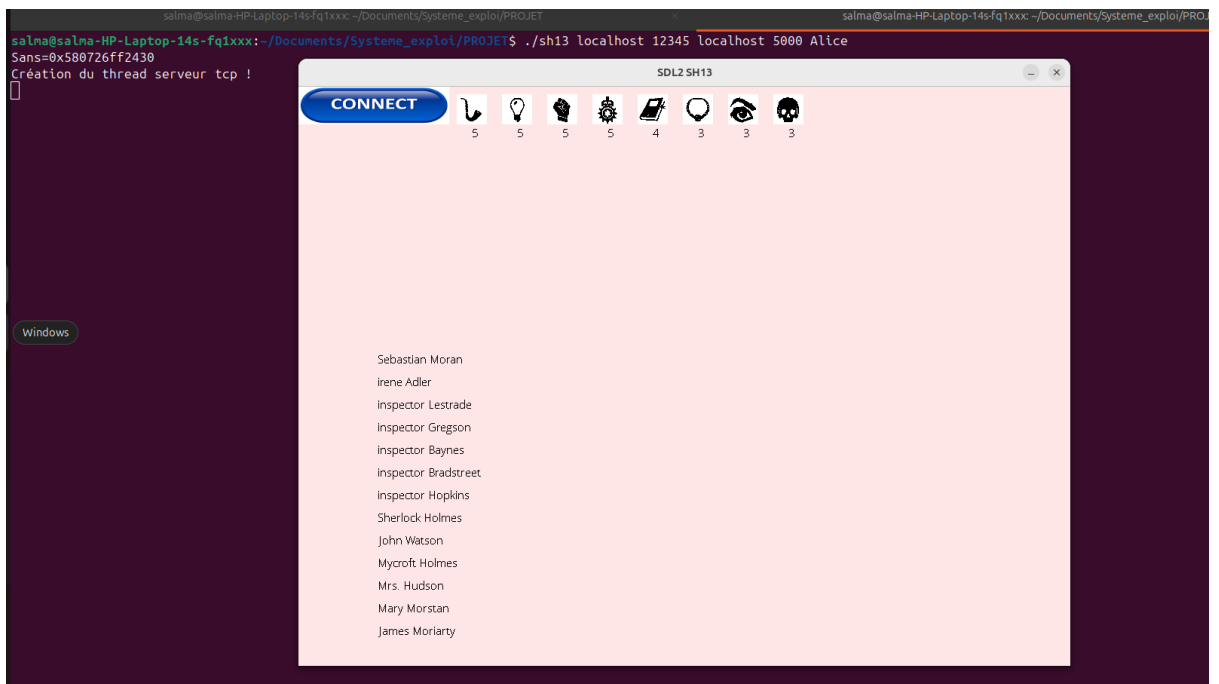 salma@salma-HP-Laptop-14s-fq1xxx: ~/Documents/Systeme_exploi/PROJET
salma@salma-HP-Laptop-14s-fq1xxx: ~/Documents/Systeme_exploi/PROJ
salma@salma-HP-Laptop-14s-fq1xxx:~/Documents/Systeme_exploi/PROJET$ ./sh13 localhost 12345 localhost 5000 Alice
Sans=0x580726ff2430
Création du thread serveur tcp !
SDL2 SH13
CONNECT
5 5 5 5 4 3 3 3
Windows
Sebastian Moran
irene Adler
inspector Lestrade
inspector Gregson
inspector Baynes
inspector Bradstreet
inspector Hopkins
Sherlock Holmes
John Watson
Mycroft Holmes
Mrs. Hudson
Mary Morstan
James Moriarty